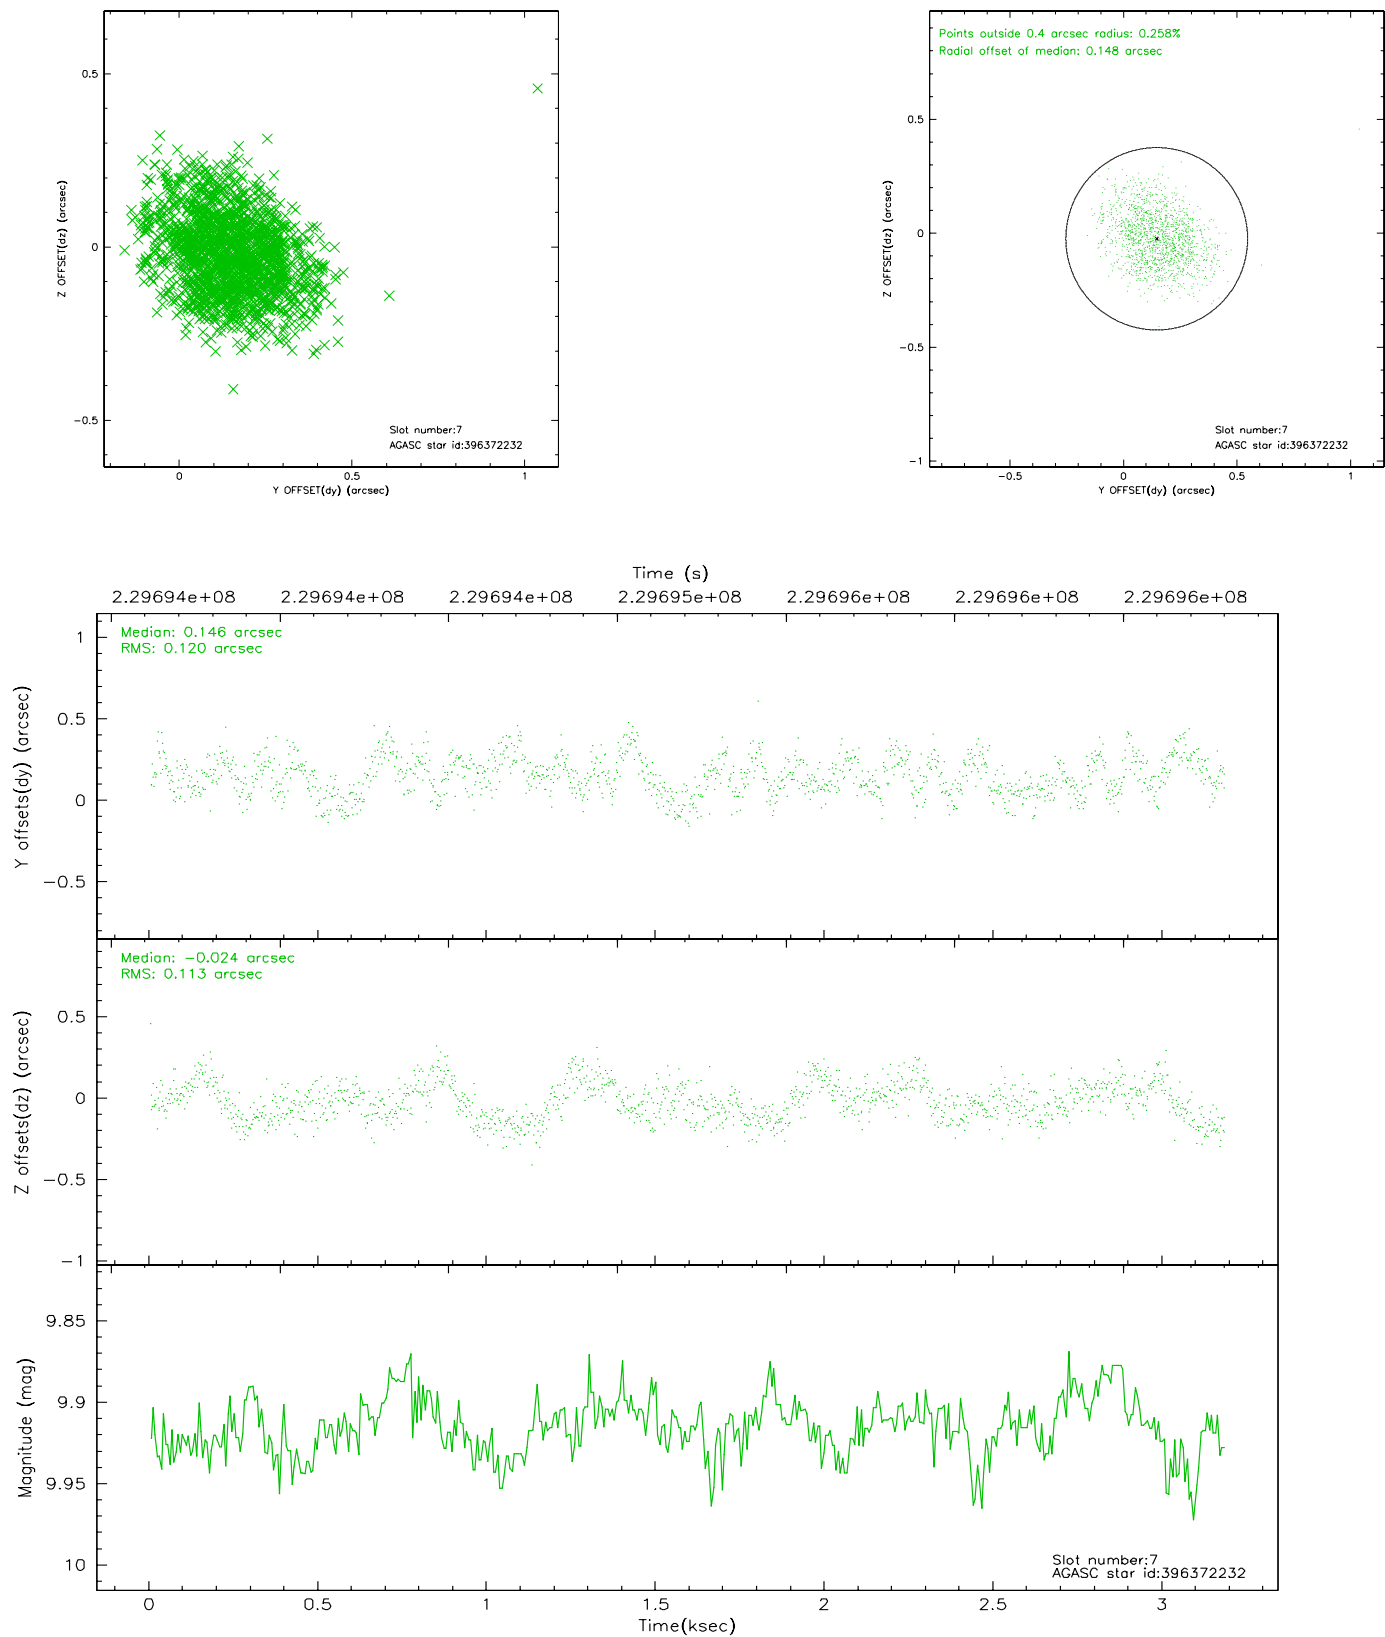 0.5
0
-0.5
Z OFFSET(dz) (arcsec)
Slot number:7
AGASC star id:396372232
0
0.5
1
Y OFFSET(dy) (arcsec)
Points outside 0.4 arcsec radius: 0.258%
Radial offset of median: 0.148 arcsec
0.5
0
-0.5
-1
Z OFFSET(dz) (arcsec)
Slot number:7
AGASC star id:396372232
-0.5
0
0.5
1
Y OFFSET(dy) (arcsec)
Time (s)
2.29694e+08 2.29694e+08 2.29694e+08 2.29695e+08 2.29696e+08 2.29696e+08 2.29696e+08
Median: 0.146 arcsec
RMS: 0.120 arcsec
1
0.5
0
-0.5
Y offsets(dy) (arcsec)
Median: -0.024 arcsec
RMS: 0.113 arcsec
0.5
0
-0.5
-1
Z offsets(dz) (arcsec)
9.85
9.9
9.95
10
Magnitude (mag)
Slot number:7
AGASC star id:396372232
0 0.5 1 1.5 2 2.5 3
Time(ksec)